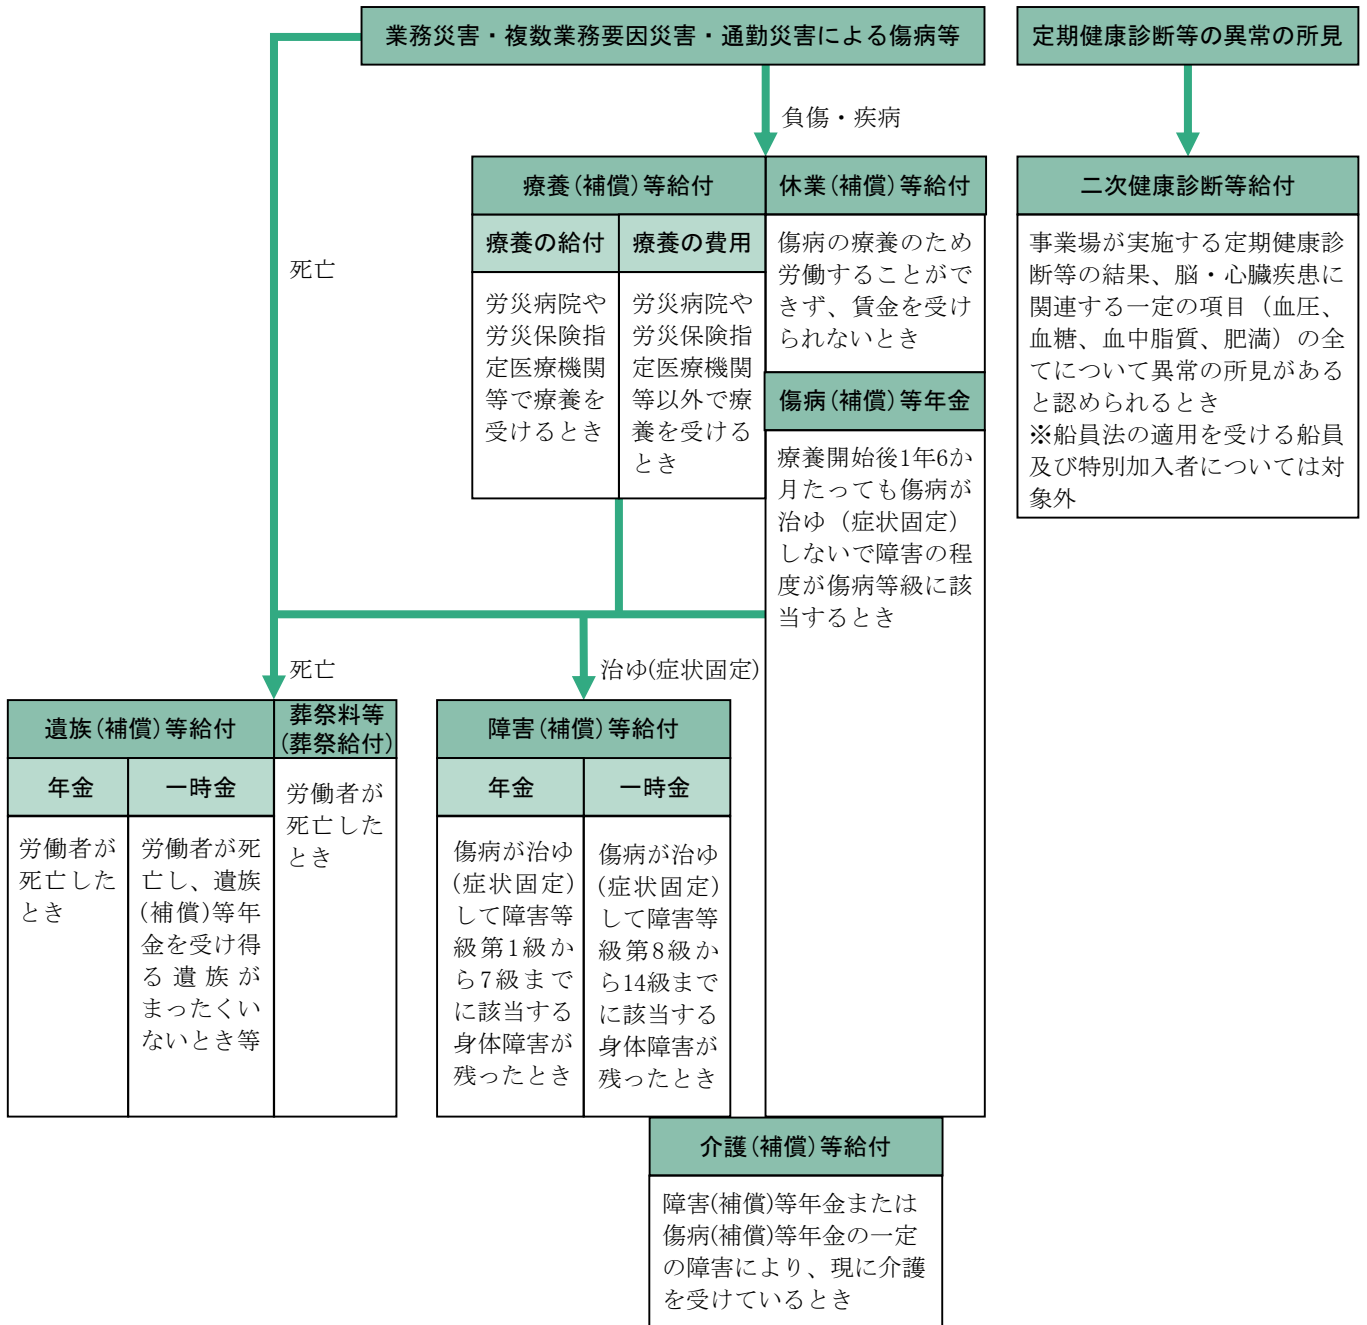 業務災害・複数業務要因災害・通勤災害による傷病等
定期健康診断等の異常の所見
負傷・疾病
死亡
療養(補償)等給付
療養の給付
労災病院や
労災保険指
定医療機関
等で療養を
受けるとき
療養の費用
労災病院や
労災保険指
定医療機関
等以外で療
養を受ける
とき
休業(補償)等給付
傷病の療養のため
労働することがで
きず、賃金を受け
られないとき
傷病(補償)等年金
療養開始後1年6か
月たっても傷病が
治ゆ（症状固定）
しないで障害の程
度が傷病等級に該
当するとき
二次健康診断等給付
事業場が実施する定期健康診
断等の結果、脳・心臓疾患に
関連する一定の項目（血圧、
血糖、血中脂質、肥満）の全
てについて異常の所見がある
と認められるとき
※船員法の適用を受ける船員
及び特別加入者については対
象外
死亡
治ゆ(症状固定)
遺族(補償)等給付
年金
労働者が
死亡した
とき
一時金
労働者が死
亡し、遺族
(補償)等年
金を受け得
る遺族が
まったくい
ないとき等
葬祭料等
(葬祭給付)
労働者が
死亡した
とき
障害(補償)等給付
年金
傷病が治ゆ
(症状固定)
して障害等
級第1級か
ら7級まで
に該当する
身体障害が
残ったとき
一時金
傷病が治ゆ
(症状固定)
して障害等
級第8級か
ら14級まで
に該当する
身体障害が
残ったとき
介護(補償)等給付
障害(補償)等年金または
傷病(補償)等年金の一定
の障害により、現に介護
を受けているとき